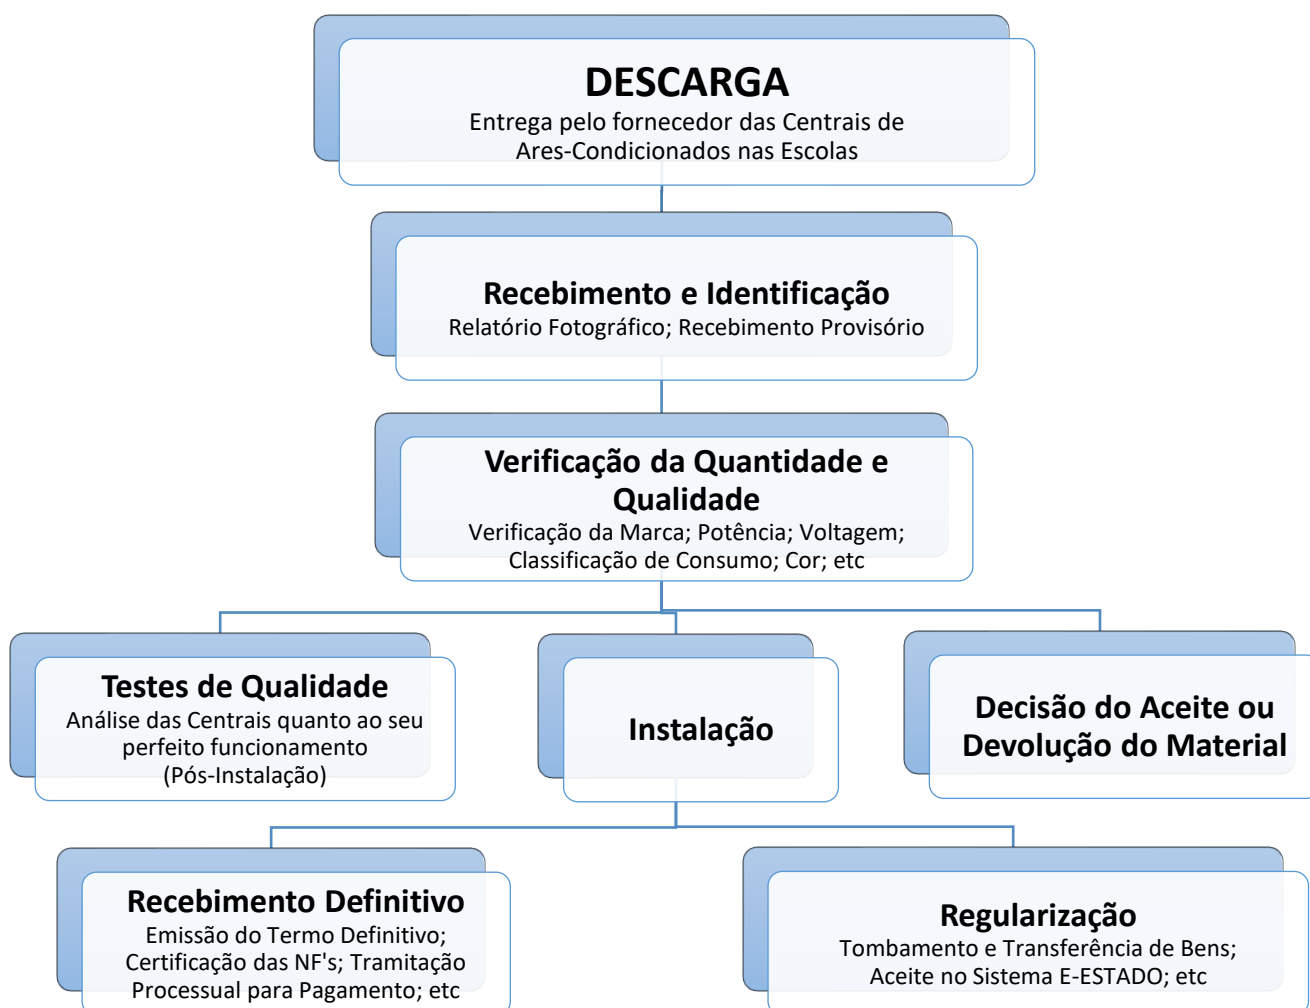 DESCARGA
Entrega pelo fornecedor das Centrais de
Ares-Condicionados nas Escolas
Recebimento e Identificação
Relatório Fotográfico; Recebimento Provisório
Verificação da Quantidade e
Qualidade
Verificação da Marca; Potência; Voltagem;
Classificação de Consumo; Cor; etc
Testes de Qualidade
Análise das Centrais quanto ao seu
perfeito funcionamento
(Pós-Instalação)
Instalação
Decisão do Aceite ou
Devolução do Material
Recebimento Definitivo
Emissão do Termo Definitivo;
Certificação das NF's; Tramitação
Processual para Pagamento; etc
Regularização
Tombamento e Transferência de Bens;
Aceite no Sistema E-ESTADO; etc